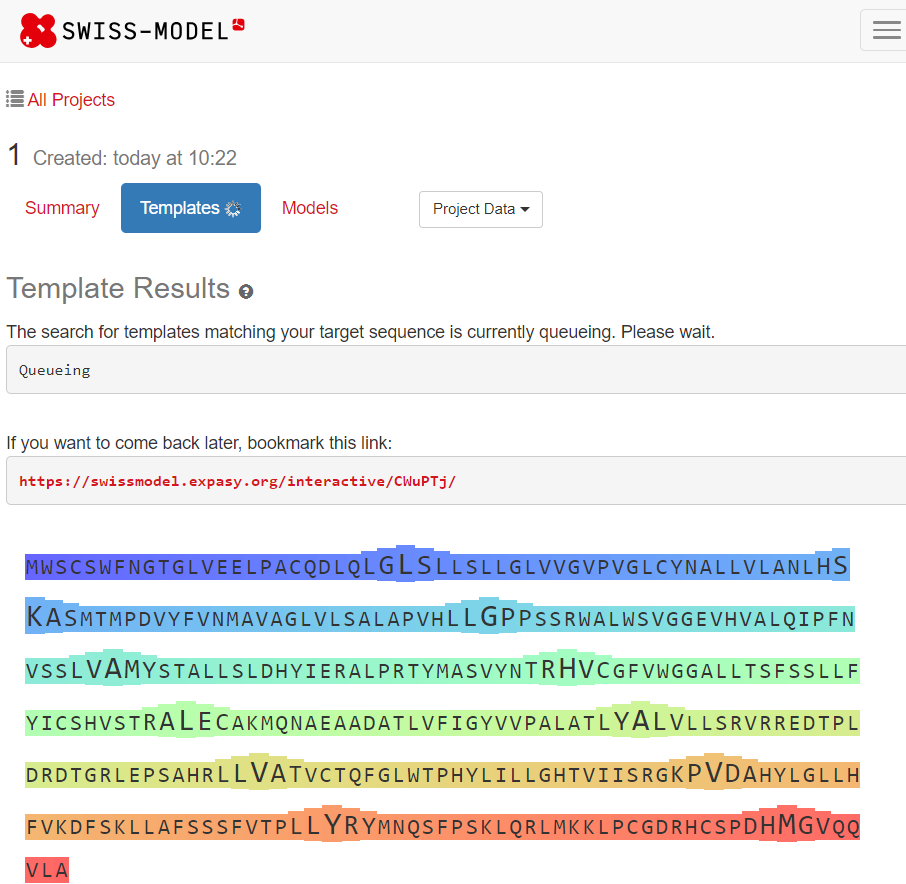 SWISS-MODEL
All Projects
1 Created: today at 10:22
Summary Templates Models Project Data
Template Results
The search for templates matching your target sequence is currently queueing. Please wait.
Queueing
If you want to come back later, bookmark this link:
https://swissmodel.expasy.org/interactive/CWuPTj/
MWSCSWFNGTGLVEELPACQDLQLGLSLLSLLGLVVGVPVGLCYNALLVLANLHS
KASMTMPDVYFVNMAVAGLVLSALAPVHLLGPPSSRWALWSVGGEVHVALQIPFN
VSSLVAMYSTALLSLDHYIERALPRTYMASVYNTRHVCGFVWGGALLTSFSSLLF
YICSHVSTRALECAKMQNAEAADATLVFIGYVVPALATLYALVLLSRVRREDTPL
DRDTGRLEPSAHRLLVATVCTQFGLWTPHYLILLGHTVIISRGKPVDAHYLGLLH
FVKDFSKLLAFSSSFVTPLLYRYMNQSFPSKLQRLMKKLPCGDRHCSPDHMGVQQ
VLA